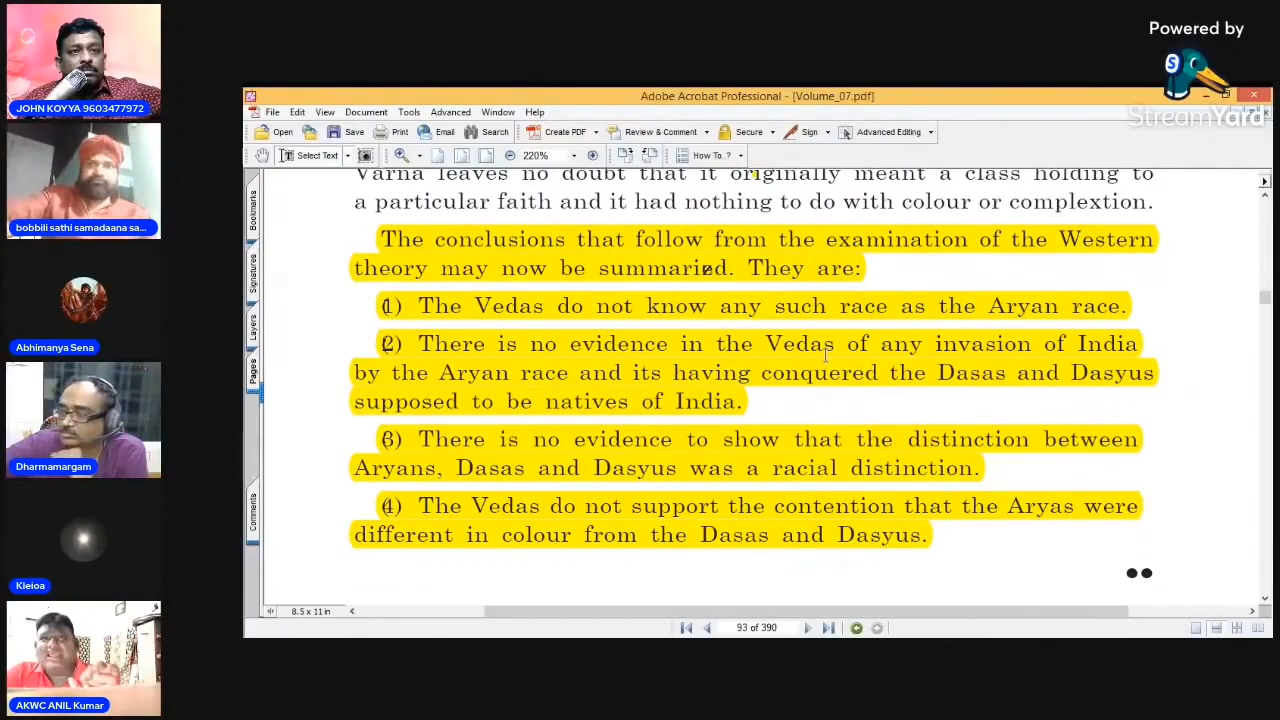 Powered by
StreamYard
JOHN KOYYA 9603477972
bobbili sathi samadaana sa...
Abhimanya Sena
Dharmamargam
Kleioa
AKWC ANIL Kumar
Adobe Acrobat Professional - [Volume_07.pdf]
File Edit View Document Tools Advanced Window Help
Open Save Print Email Search Create PDF Review & Comment Secure Sign Advanced Editing
Select Text 220% How To..?
Bookmarks
Signatures
Layers
Pages
Comments
Varna leaves no doubt that it originally meant a class holding to
a particular faith and it had nothing to do with colour or complextion.
The conclusions that follow from the examination of the Western
theory may now be summarized. They are:
(1) The Vedas do not know any such race as the Aryan race.
(2) There is no evidence in the Vedas of any invasion of India
by the Aryan race and its having conquered the Dasas and Dasyus
supposed to be natives of India.
(3) There is no evidence to show that the distinction between
Aryans, Dasas and Dasyus was a racial distinction.
(4) The Vedas do not support the contention that the Aryas were
different in colour from the Dasas and Dasyus.
8.5 x 11 in
93 of 390